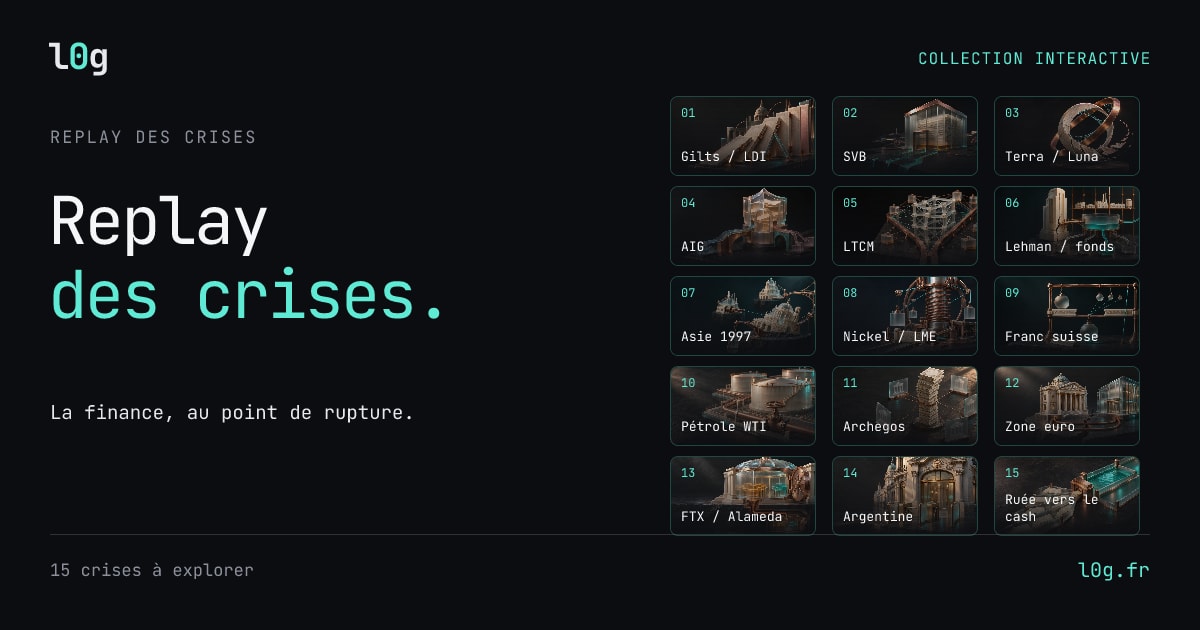 l0g
COLLECTION INTERACTIVE
REPLAY DES CRISES
Replay
des crises.
La finance, au point de rupture.
01
Gilts / LDI
02
SVB
03
Terra / Luna
04
AIG
05
LTCM
06
Lehman / fonds
07
Asie 1997
08
Nickel / LME
09
Franc suisse
10
Pétrole WTI
11
Archegos
12
Zone euro
13
FTX / Alameda
14
Argentine
15
Ruée vers le
cash
15 crises à explorer
l0g.fr